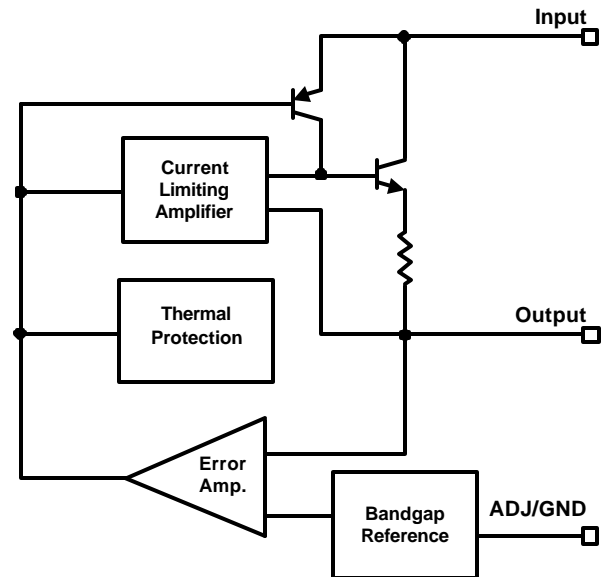 Input
Current
Limiting
Amplifier
Thermal
Protection
Output
Error
Amp.
Bandgap
Reference
ADJ/GND